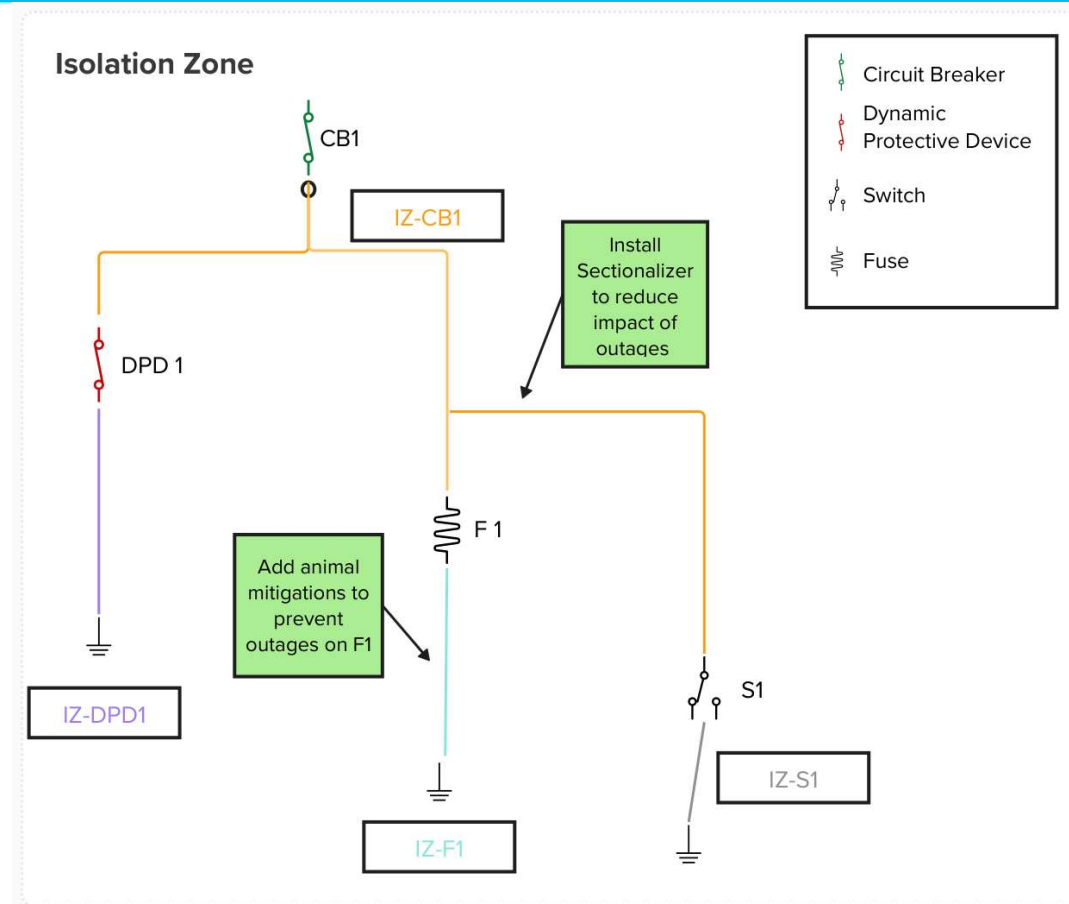 Isolation Zone
CB1
IZ-CB1
Install
Sectionalizer
to reduce
impact of
outages
Circuit Breaker
Dynamic
Protective Device
Switch
Fuse
DPD 1
F 1
Add animal
mitigations to
prevent
outages on F1
S1
IZ-DPD1
IZ-S1
IZ-F1